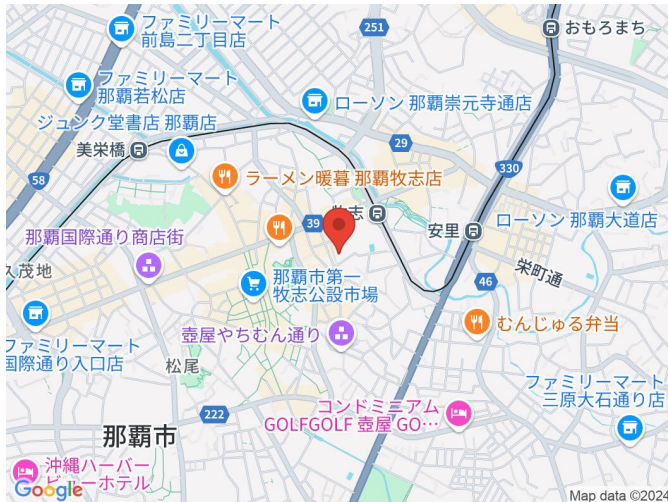 ファミリーマート
前島二丁目店
251
おもろまち
ファミリーマート
那覇若松店
ローソン 那覇崇元寺通店
ジュンク堂書店 那覇店
美栄橋
29
330
58
ラーメン暖暮 那覇牧志店
牧志
39
安里
ローソン 那覇大道店
那覇国際通り商店街
久茂地
栄町通
46
那覇市第一
牧志公設市場
むんじゅる弁当
壺屋やちむん通り
ファミリーマート
国際通り入口店
松尾
ファミリーマート
三原大石通り店
コンドミニアム
GOLFGOLF 壺屋 GO…
222
那覇市
沖縄ハーバー
ビューホテル
Google
Map data ©2024